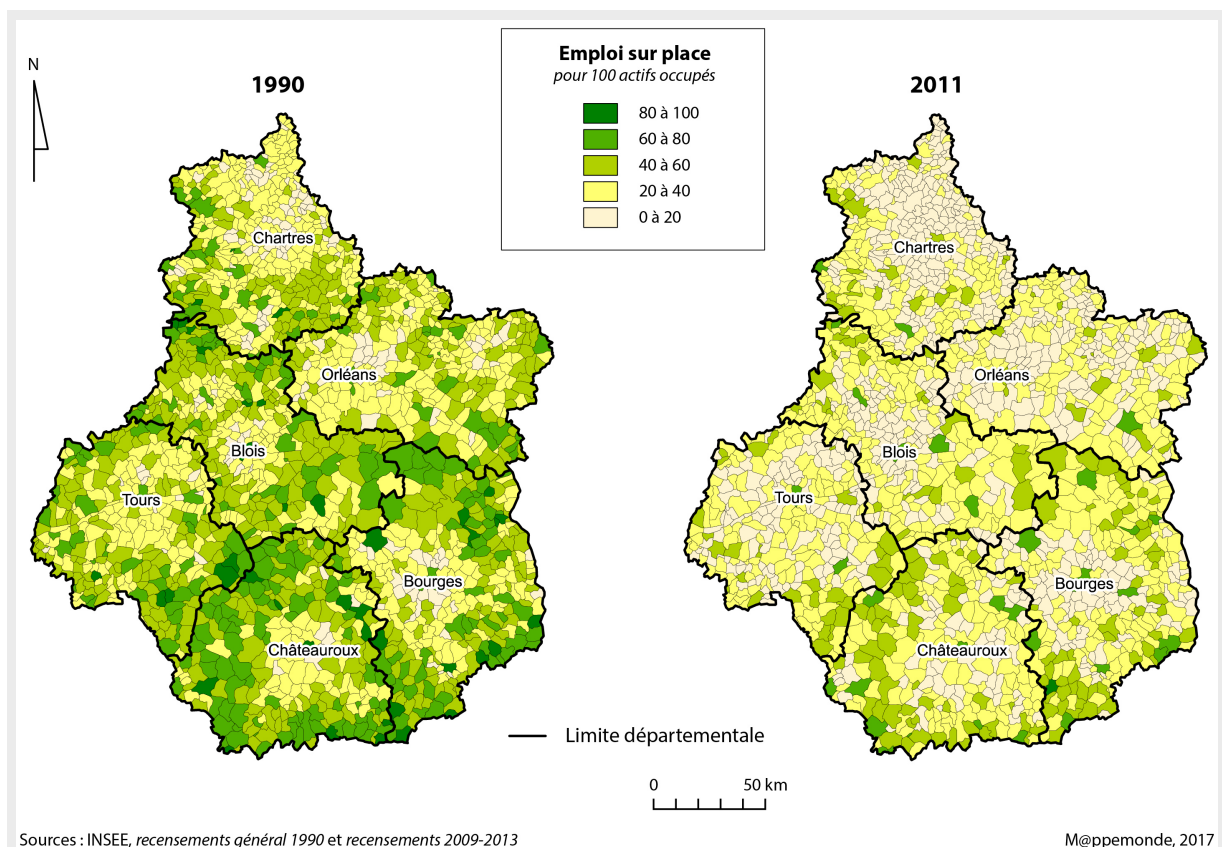 Emploi sur place
pour 100 actifs occupés
80 à 100
60 à 80
40 à 60
20 à 40
0 à 20
N
1990
2011
Chartres
Orléans
Blois
Tours
Bourges
Châteauroux
Chartres
Orléans
Blois
Tours
Bourges
Châteauroux
Limite départementale
0 50 km
Sources : INSEE, recensements général 1990 et recensements 2009-2013
M@ppemonde, 2017